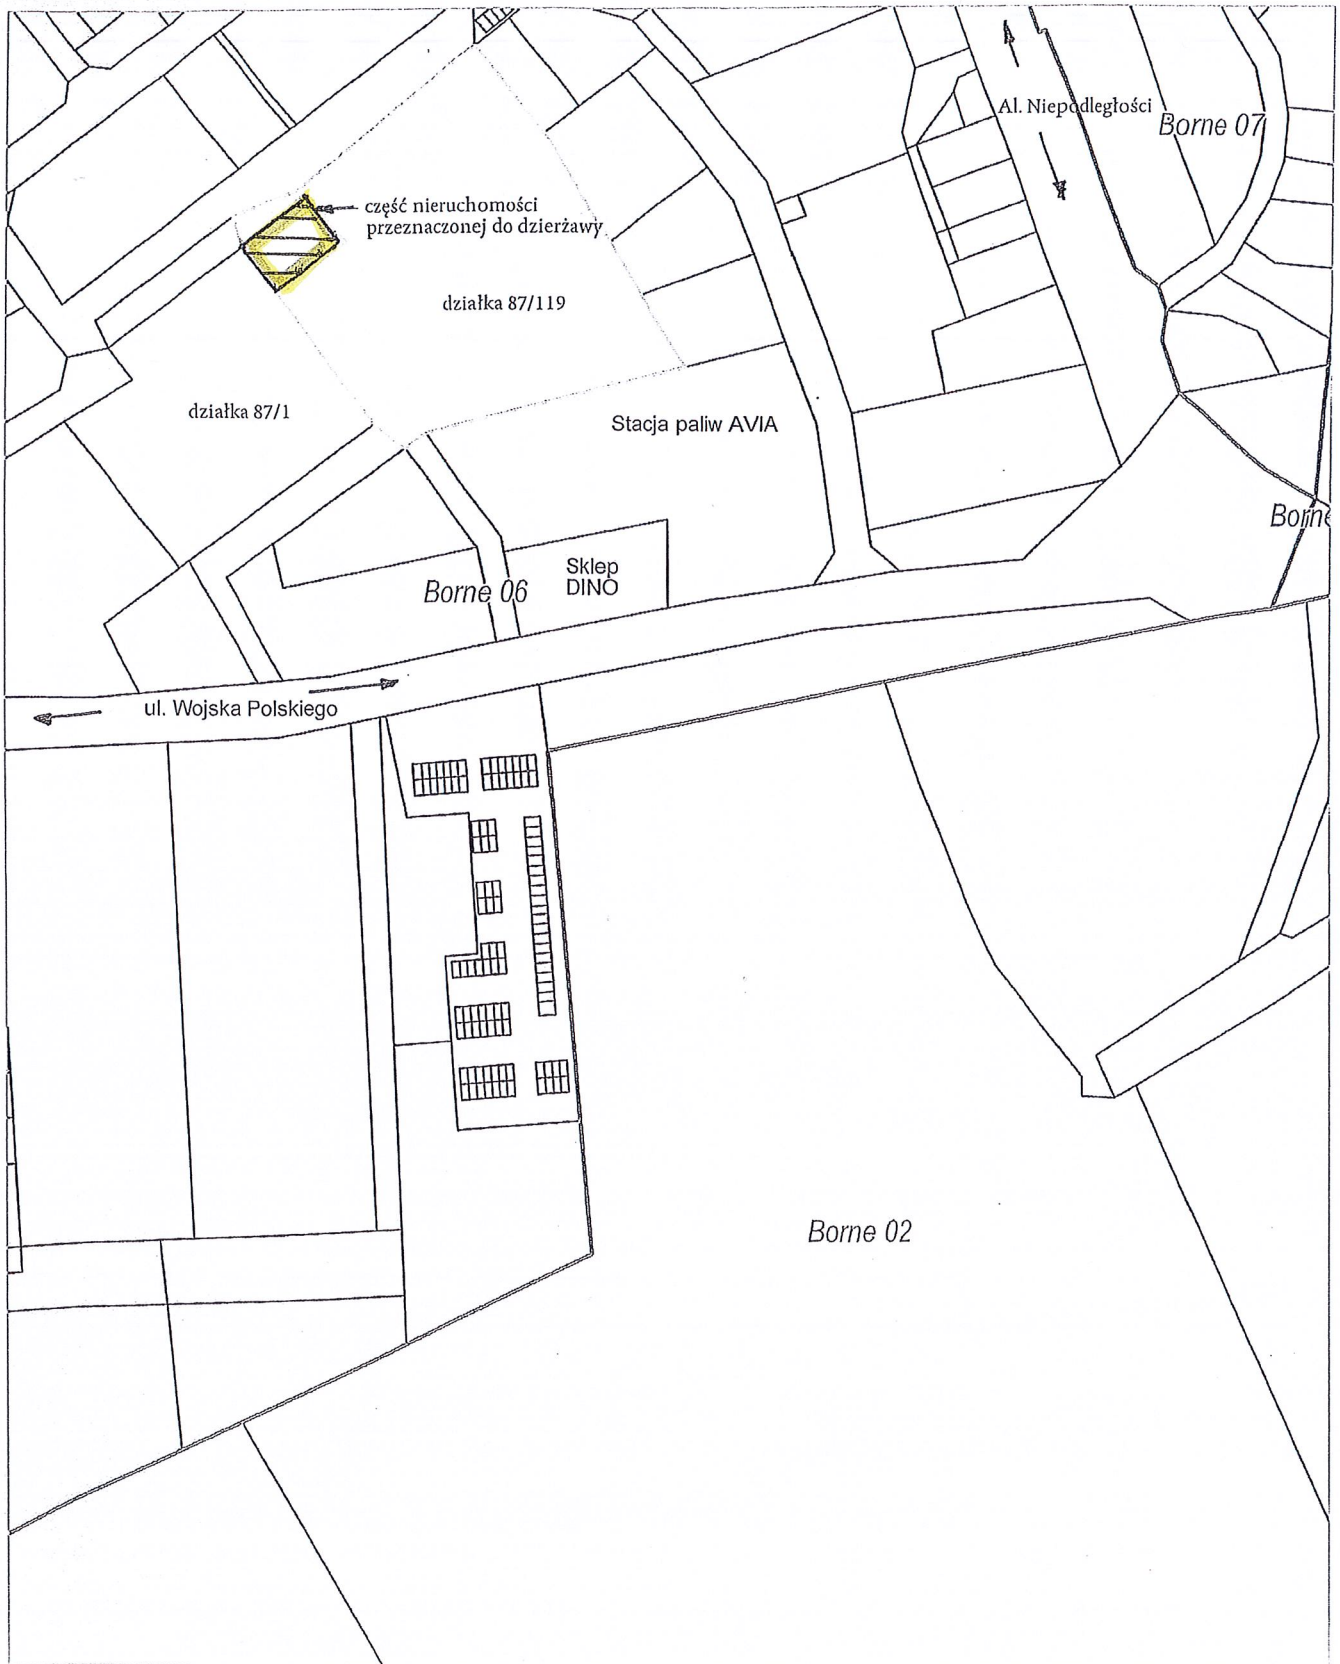 Al. Niepodległości
Borne 07
część nieruchomości
przeznaczonej do dzierżawy
działka 87/119
działka 87/1
Stacja paliw AVIA
Borne
Sklep
DINO
Borne 06
ul. Wojska Polskiego
Borne 02